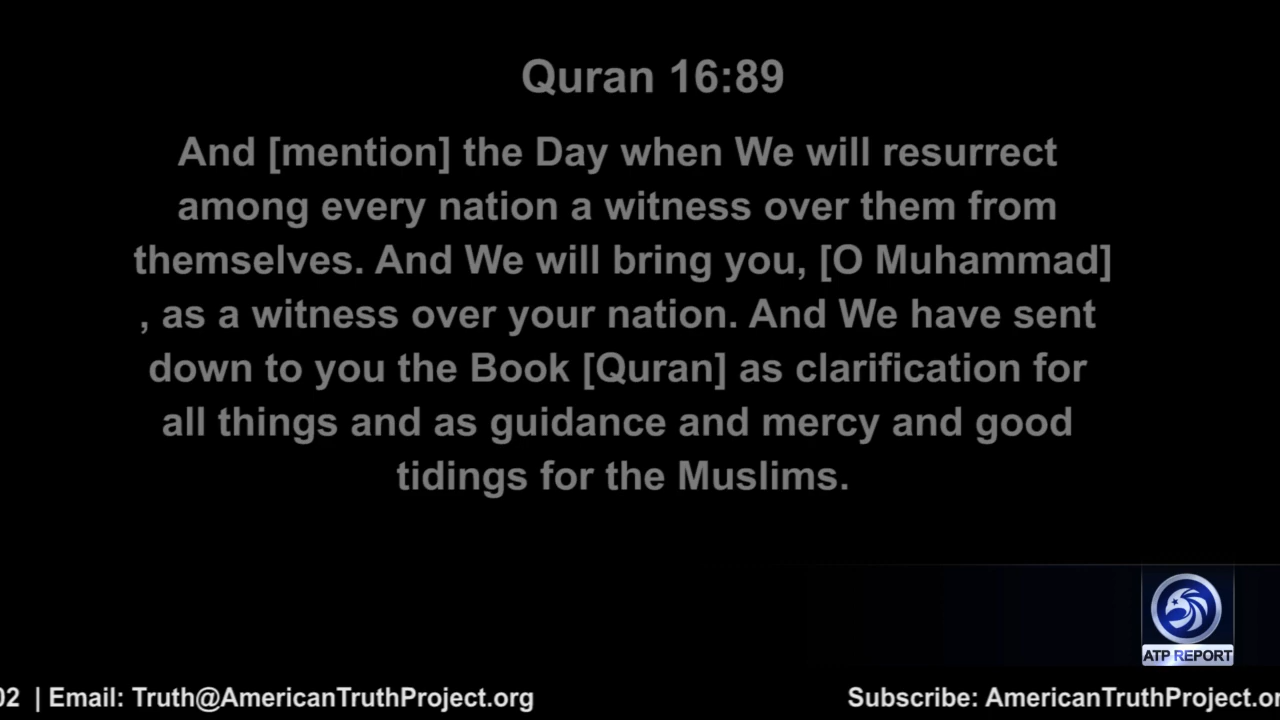 Quran 16:89
And [mention] the Day when We will resurrect
among every nation a witness over them from
themselves. And We will bring you, [O Muhammad]
, as a witness over your nation. And We have sent
down to you the Book [Quran] as clarification for
all things and as guidance and mercy and good
tidings for the Muslims.
ATP REPORT
02 | Email: Truth@AmericanTruthProject.org
Subscribe: AmericanTruthProject.or